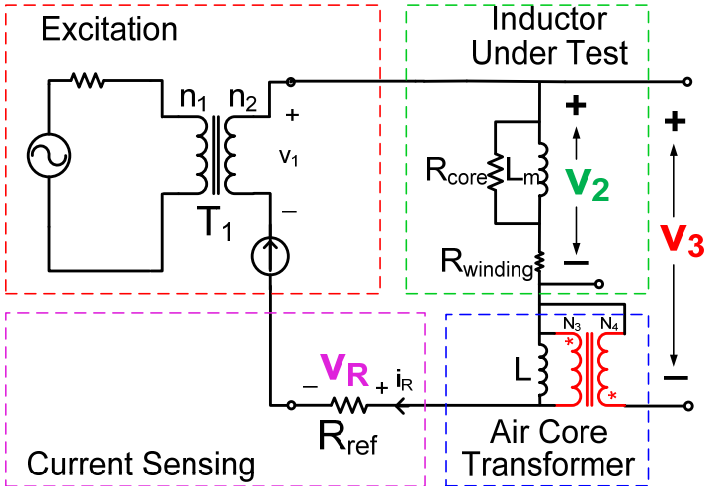 Excitation
Inductor
Under Test
n1 n2
+
v1
–
T1
+
Rcore Lm
v2
–
Rwinding
+
v3
–
N3 N4
* *
L
– vR + iR
Rref
Current Sensing
Air Core
Transformer